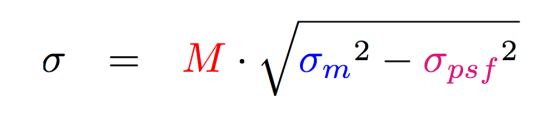 σ = M · √(σ_m² − σ_psf²)